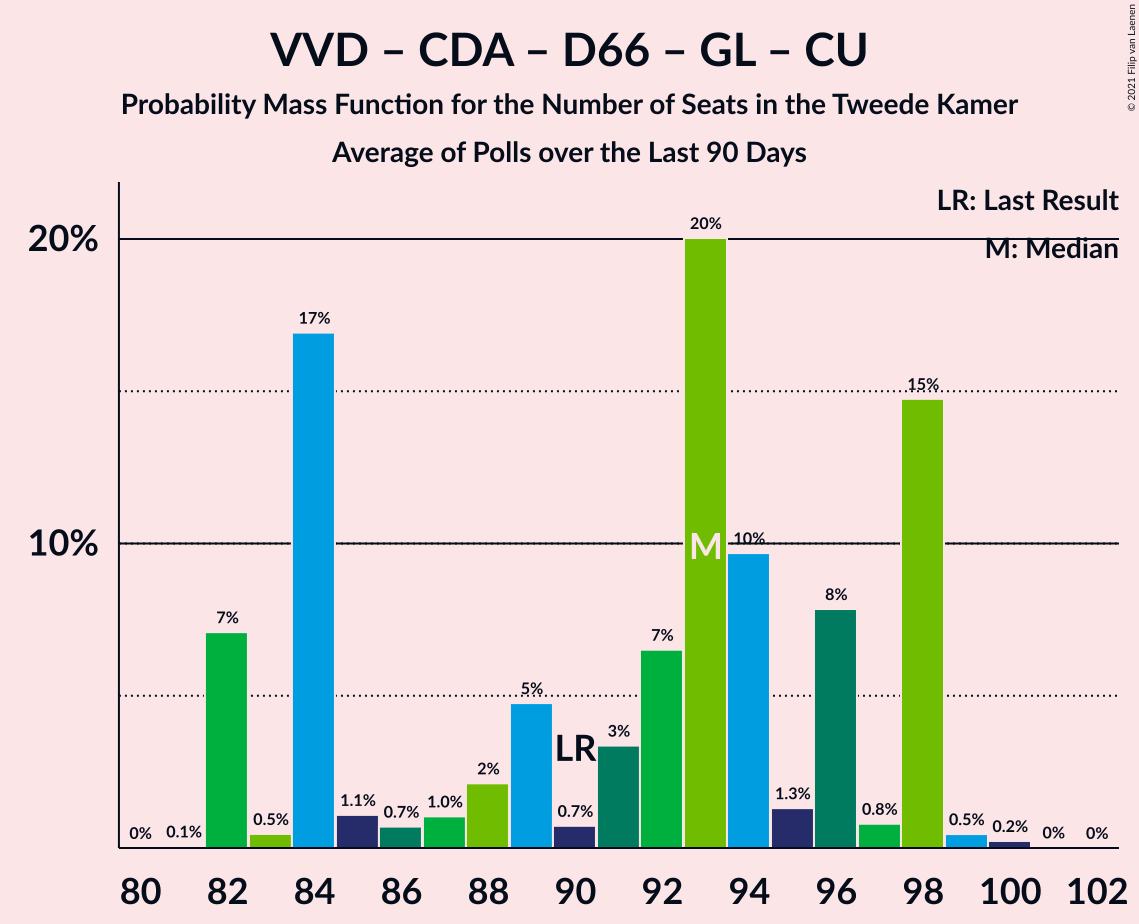 VVD – CDA – D66 – GL – CU
Probability Mass Function for the Number of Seats in the Tweede Kamer
Average of Polls over the Last 90 Days
© 2021 Filip van Laenen
LR: Last Result
M: Median
20%
10%
0%
0.1%
7%
0.5%
17%
1.1%
0.7%
1.0%
2%
5%
LR
0.7%
3%
7%
20%
M
10%
1.3%
8%
0.8%
15%
0.5%
0.2%
0%
0%
80 82 84 86 88 90 92 94 96 98 100 102